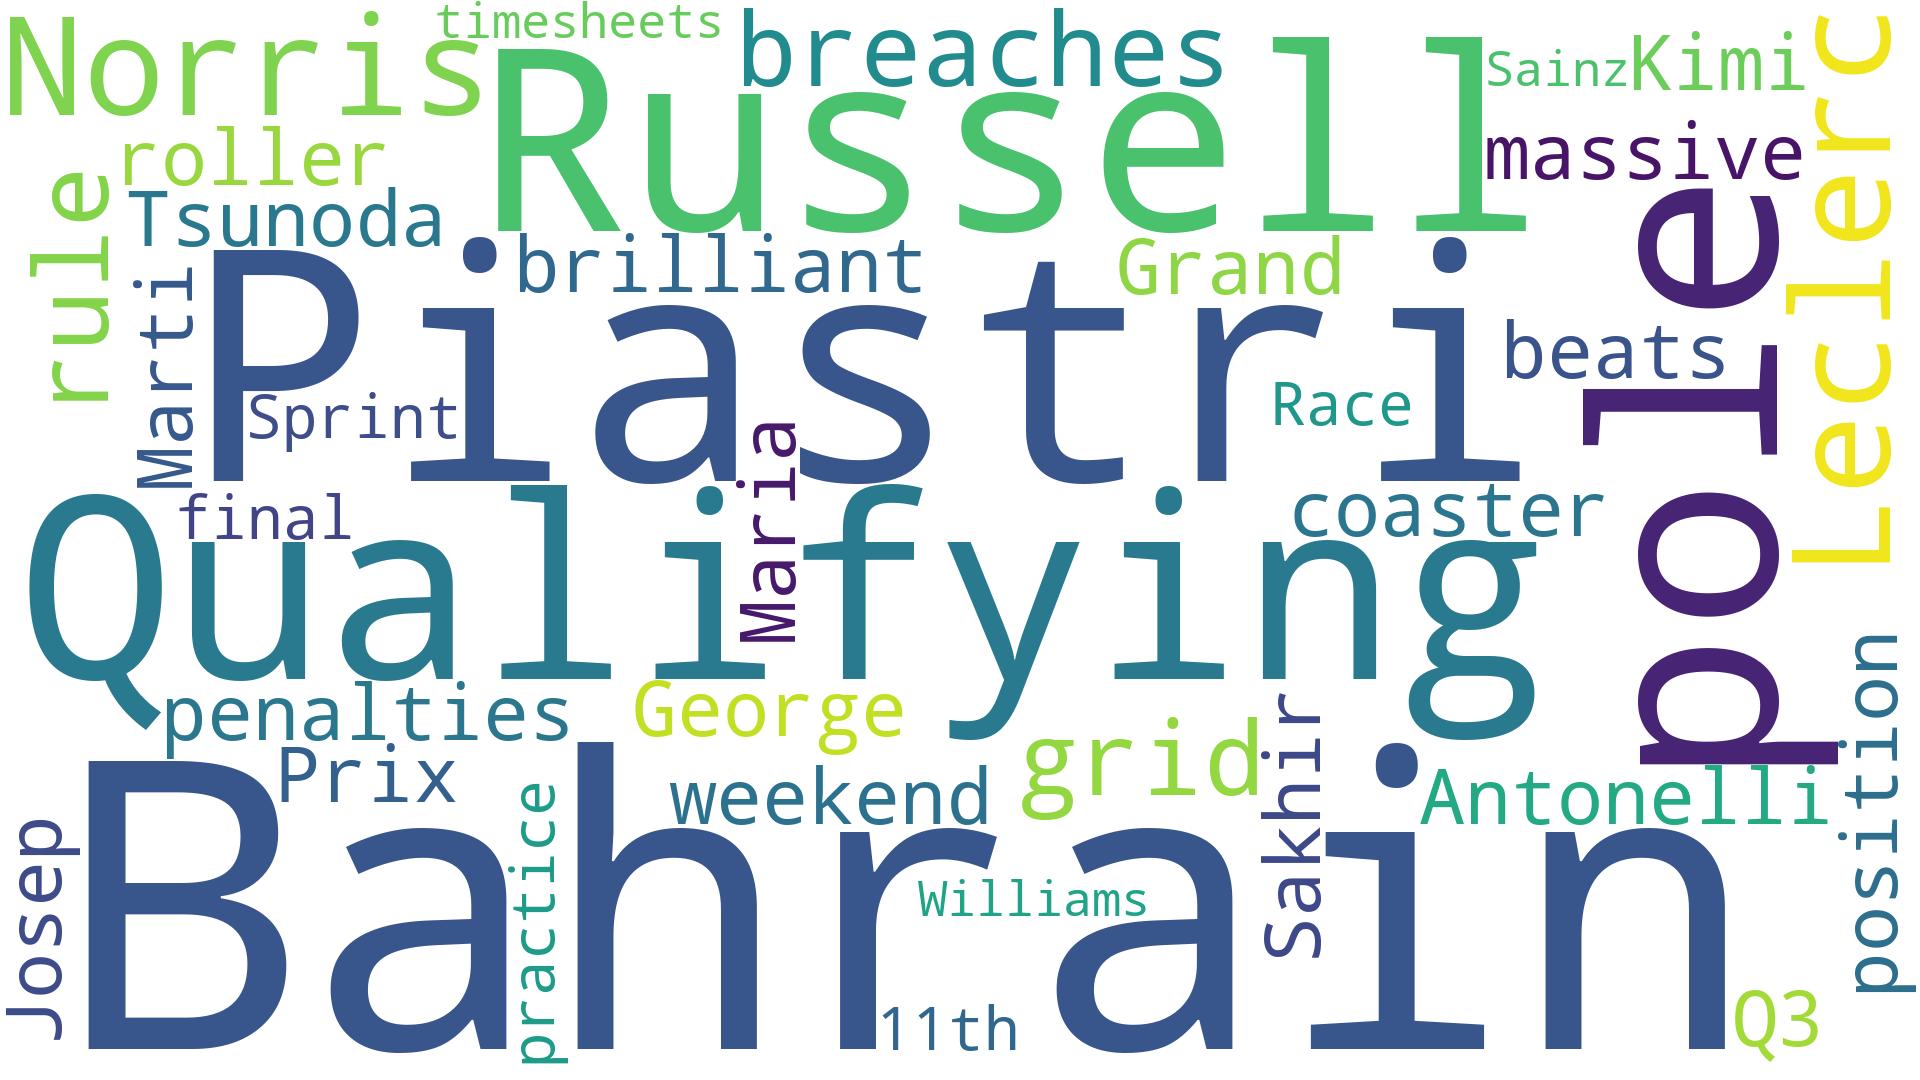 timesheets
Norris
Russell
breaches
Sainz
Kimi
Leclerc
roller
massive
rule
Tsunoda
brilliant
Grand
pole
Marti
Piastri
beats
Sprint
Race
Maria
final
Qualifying
coaster
penalties
George
grid
position
Prix
weekend
Sakhir
Antonelli
Josep
Bahrain
practice
Williams
11th
Q3